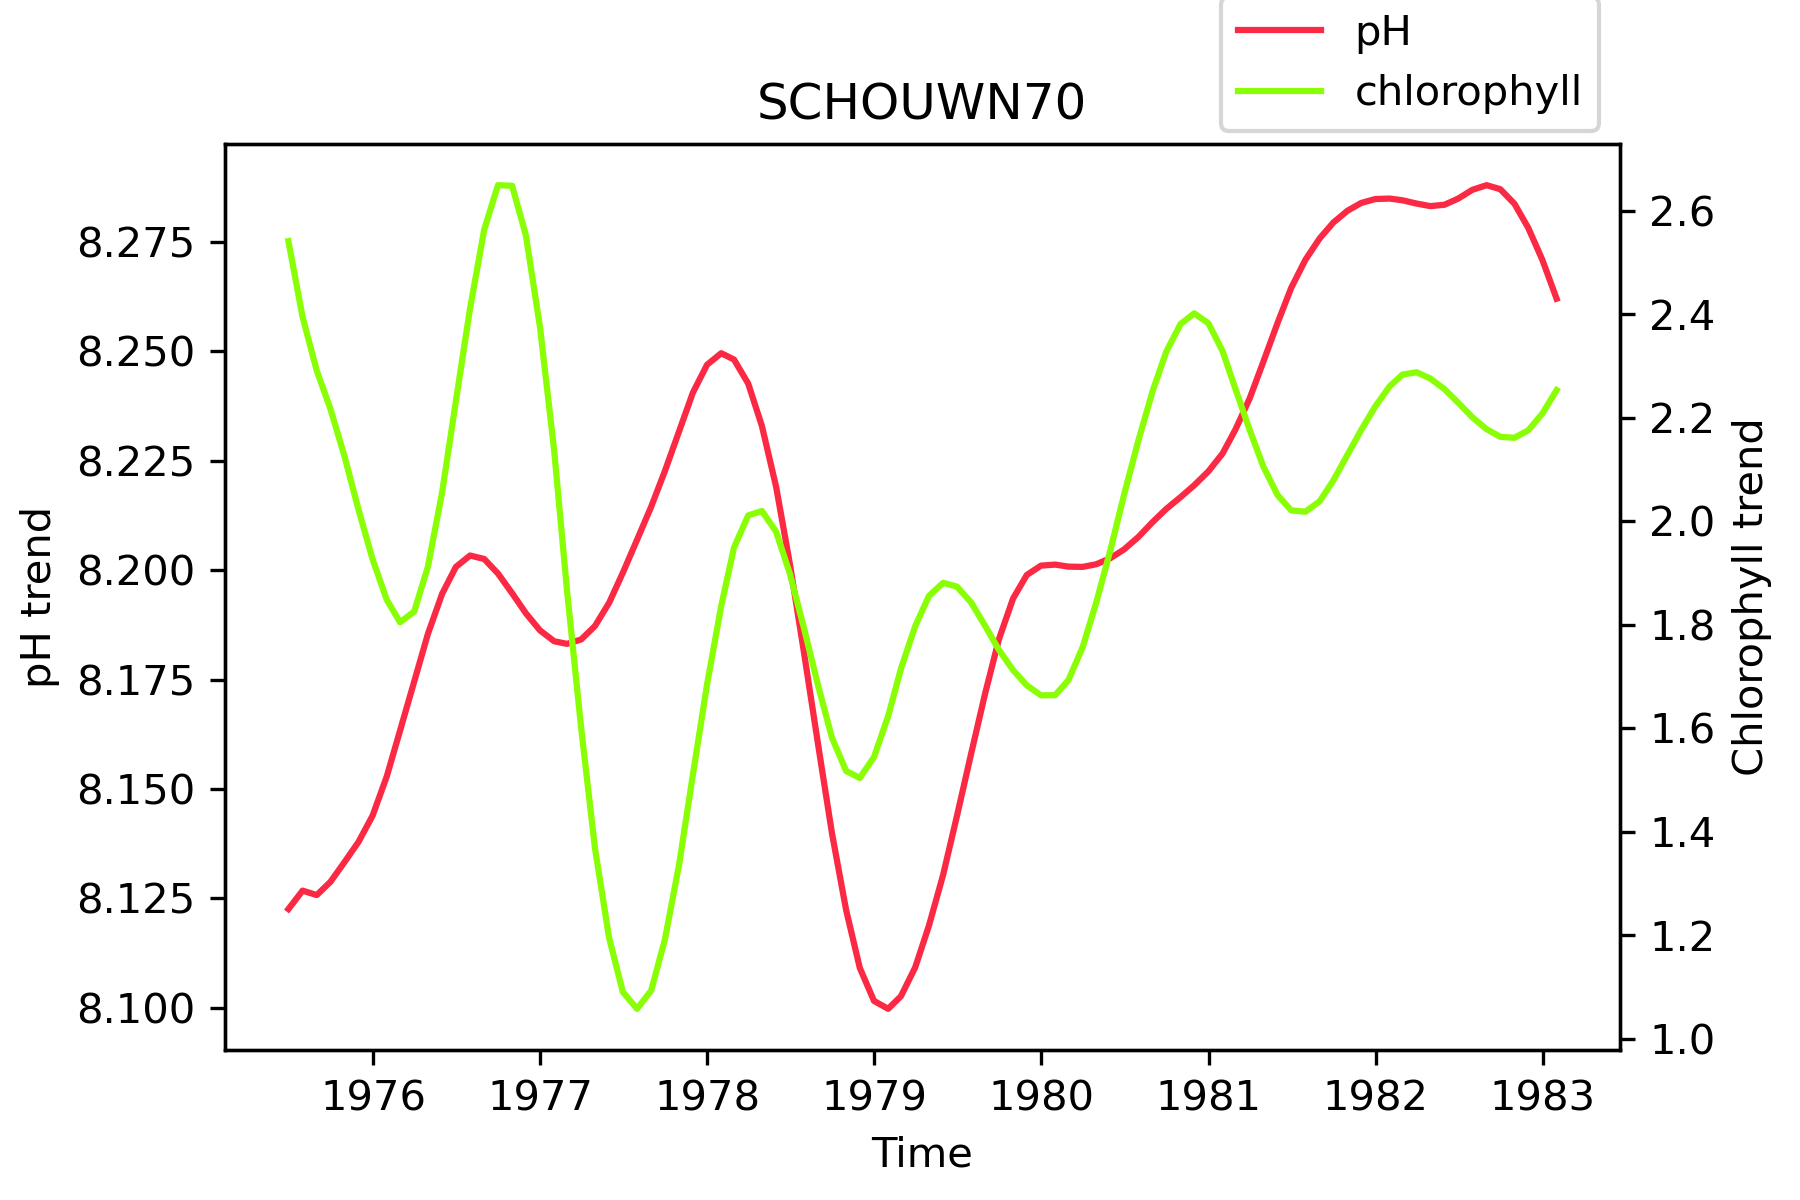 pH
chlorophyll
SCHOUWN70
8.275
8.250
8.225
8.200
8.175
8.150
8.125
8.100
pH trend
2.6
2.4
2.2
2.0
1.8
1.6
1.4
1.2
1.0
Chlorophyll trend
1976 1977 1978 1979 1980 1981 1982 1983
Time